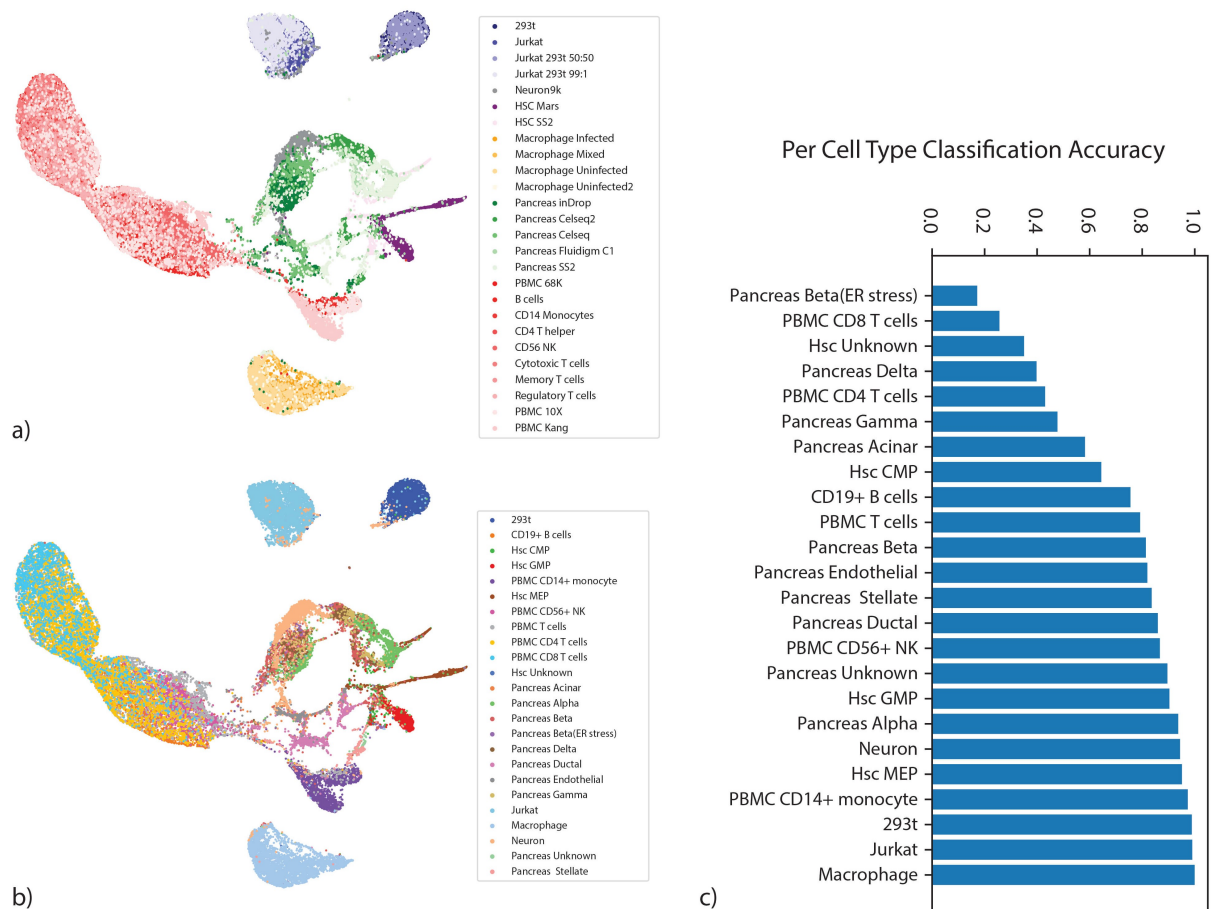 293t
Jurkat
Jurkat 293t 50:50
Jurkat 293t 99:1
Neuron9k
HSC Mars
HSC SS2
Macrophage Infected
Macrophage Mixed
Macrophage Uninfected
Macrophage Uninfected2
Pancreas inDrop
Pancreas Celseq2
Pancreas Celseq
Pancreas Fluidigm C1
Pancreas SS2
PBMC 68K
B cells
CD14 Monocytes
CD4 T helper
CD56 NK
Cytotoxic T cells
Memory T cells
Regulatory T cells
PBMC 10X
PBMC Kang
a)
293t
CD19+ B cells
Hsc CMP
Hsc GMP
PBMC CD14+ monocyte
Hsc MEP
PBMC CD56+ NK
PBMC T cells
PBMC CD4 T cells
PBMC CD8 T cells
Hsc Unknown
Pancreas Acinar
Pancreas Alpha
Pancreas Beta
Pancreas Beta(ER stress)
Pancreas Delta
Pancreas Ductal
Pancreas Endothelial
Pancreas Gamma
Jurkat
Macrophage
Neuron
Pancreas Unknown
Pancreas Stellate
b)
Per Cell Type Classification Accuracy
0.0 0.2 0.4 0.6 0.8 1.0
Pancreas Beta(ER stress)
PBMC CD8 T cells
Hsc Unknown
Pancreas Delta
PBMC CD4 T cells
Pancreas Gamma
Pancreas Acinar
Hsc CMP
CD19+ B cells
PBMC T cells
Pancreas Beta
Pancreas Endothelial
Pancreas Stellate
Pancreas Ductal
PBMC CD56+ NK
Pancreas Unknown
Hsc GMP
Pancreas Alpha
Neuron
Hsc MEP
PBMC CD14+ monocyte
293t
Jurkat
Macrophage
c)